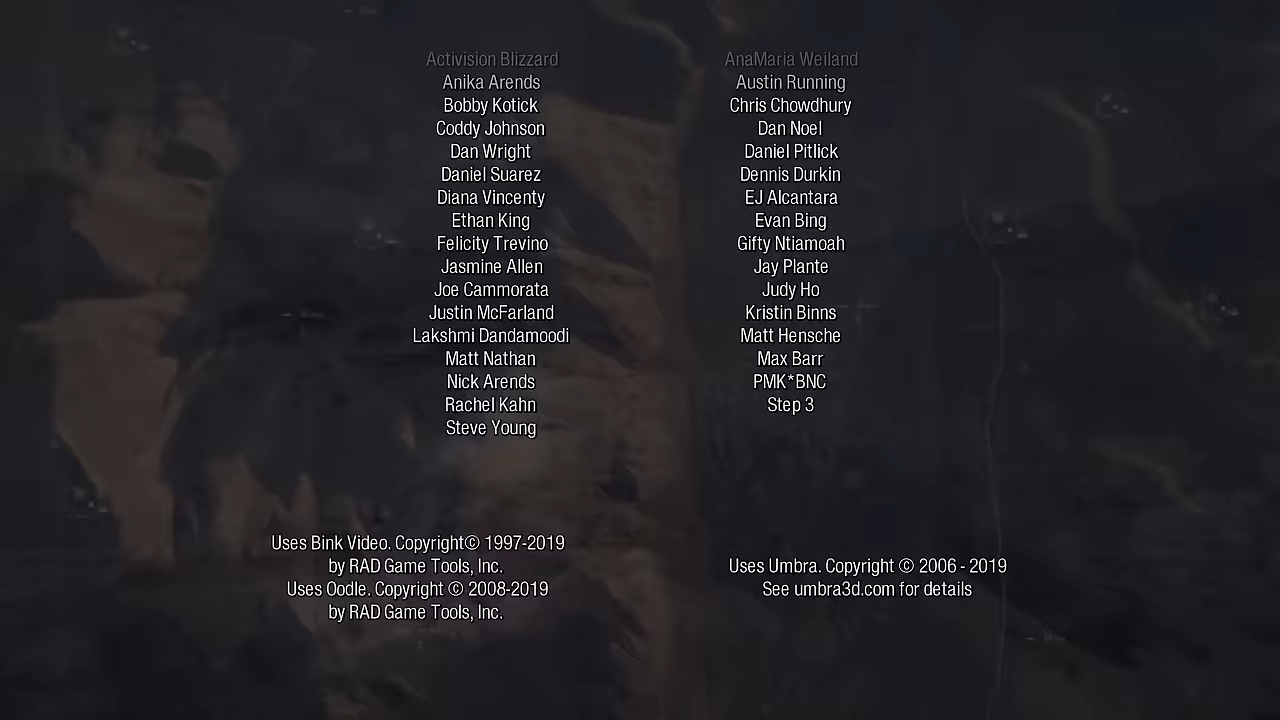 Activision Blizzard
Anika Arends
Bobby Kotick
Coddy Johnson
Dan Wright
Daniel Suarez
Diana Vincenty
Ethan King
Felicity Trevino
Jasmine Allen
Joe Cammorata
Justin McFarland
Lakshmi Dandamoodi
Matt Nathan
Nick Arends
Rachel Kahn
Steve Young
AnaMaria Weiland
Austin Running
Chris Chowdhury
Dan Noel
Daniel Pitlick
Dennis Durkin
EJ Alcantara
Evan Bing
Gifty Ntiamoah
Jay Plante
Judy Ho
Kristin Binns
Matt Hensche
Max Barr
PMK*BNC
Step 3
Uses Bink Video. Copyright© 1997-2019
by RAD Game Tools, Inc.
Uses Oodle. Copyright © 2008-2019
by RAD Game Tools, Inc.
Uses Umbra. Copyright © 2006 - 2019
See umbra3d.com for details